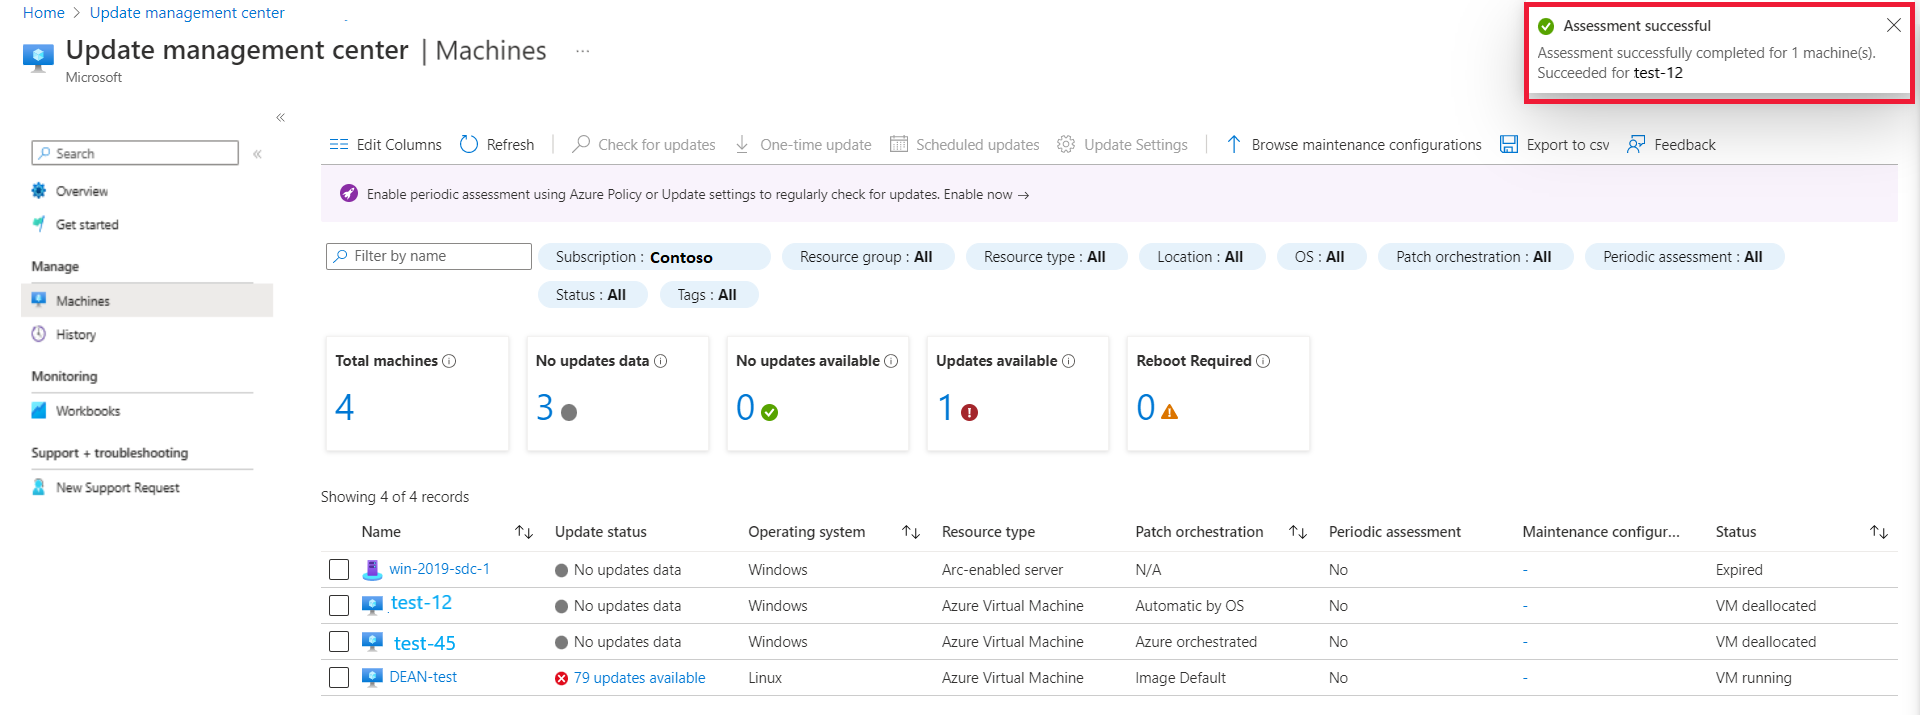 Home > Update management center
Update management center | Machines ...
Microsoft
Assessment successful
Assessment successfully completed for 1 machine(s).
Succeeded for test-12
«
Search «
Overview
Get started
Manage
Machines
History
Monitoring
Workbooks
Support + troubleshooting
New Support Request
Edit Columns Refresh Check for updates One-time update Scheduled updates Update Settings Browse maintenance configurations Export to csv Feedback
Enable periodic assessment using Azure Policy or Update settings to regularly check for updates. Enable now →
Filter by name Subscription : Contoso Resource group : All Resource type : All Location : All OS : All Patch orchestration : All Periodic assessment : All
Status : All Tags : All
Total machines No updates data No updates available Updates available Reboot Required
4 3 0 1 0
Showing 4 of 4 records
Name ↑↓ Update status Operating system ↑↓ Resource type Patch orchestration ↑↓ Periodic assessment Maintenance configur... Status ↑↓
win-2019-sdc-1 No updates data Windows Arc-enabled server N/A No - Expired
test-12 No updates data Windows Azure Virtual Machine Automatic by OS No - VM deallocated
test-45 No updates data Windows Azure Virtual Machine Azure orchestrated No - VM deallocated
DEAN-test 79 updates available Linux Azure Virtual Machine Image Default No - VM running